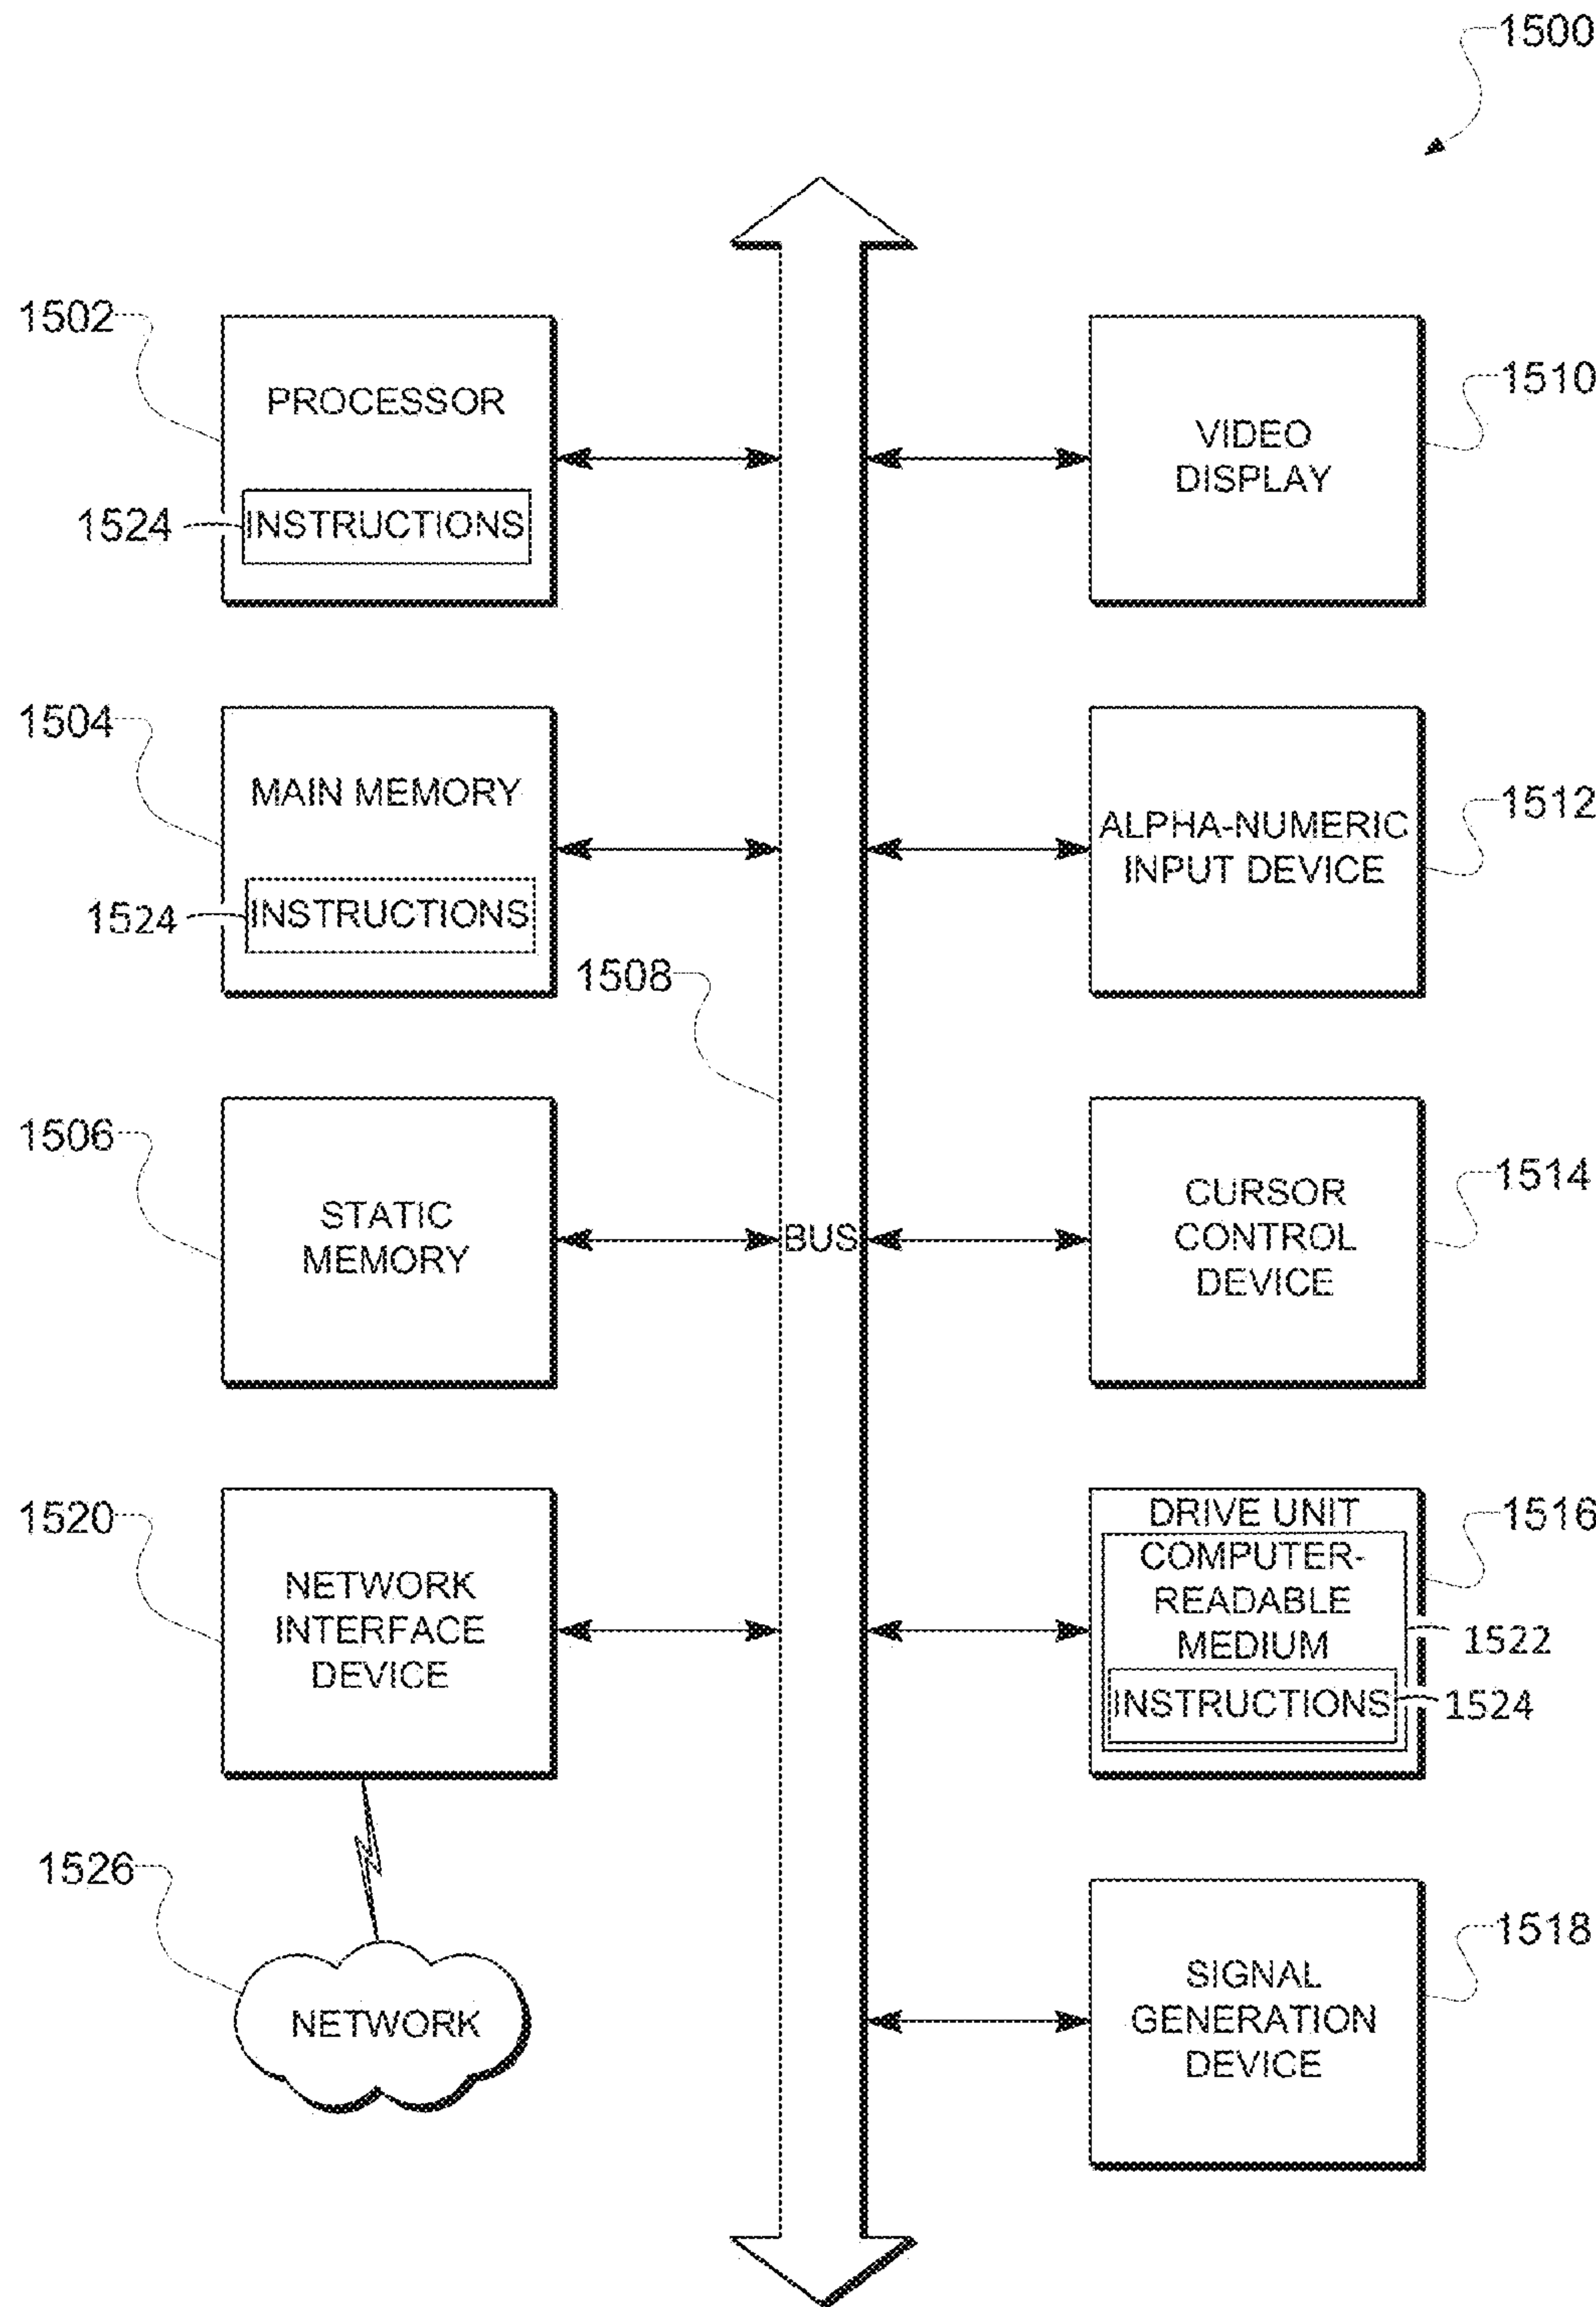 1500
1502
PROCESSOR
1524
INSTRUCTIONS
1510
VIDEO
DISPLAY
1504
MAIN MEMORY
1524
INSTRUCTIONS
1512
ALPHA-NUMERIC
INPUT DEVICE
1508
BUS
1506
STATIC
MEMORY
1514
CURSOR
CONTROL
DEVICE
1520
NETWORK
INTERFACE
DEVICE
1516
DRIVE UNIT
COMPUTER-
READABLE
MEDIUM
1522
INSTRUCTIONS
1524
1526
NETWORK
1518
SIGNAL
GENERATION
DEVICE